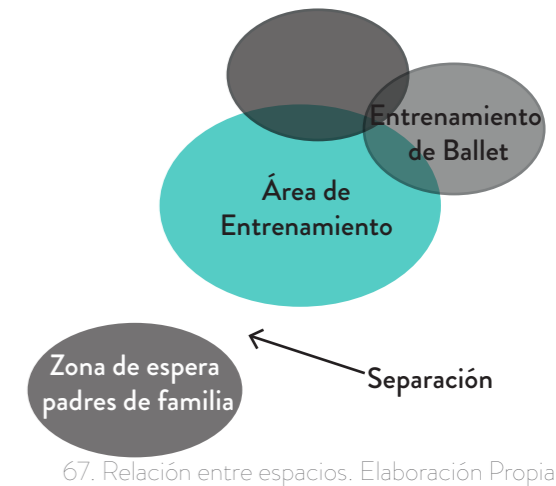 Entrenamiento
de Ballet
Área de
Entrenamiento
Zona de espera
padres de familia
Separación
67. Relación entre espacios. Elaboración Propia